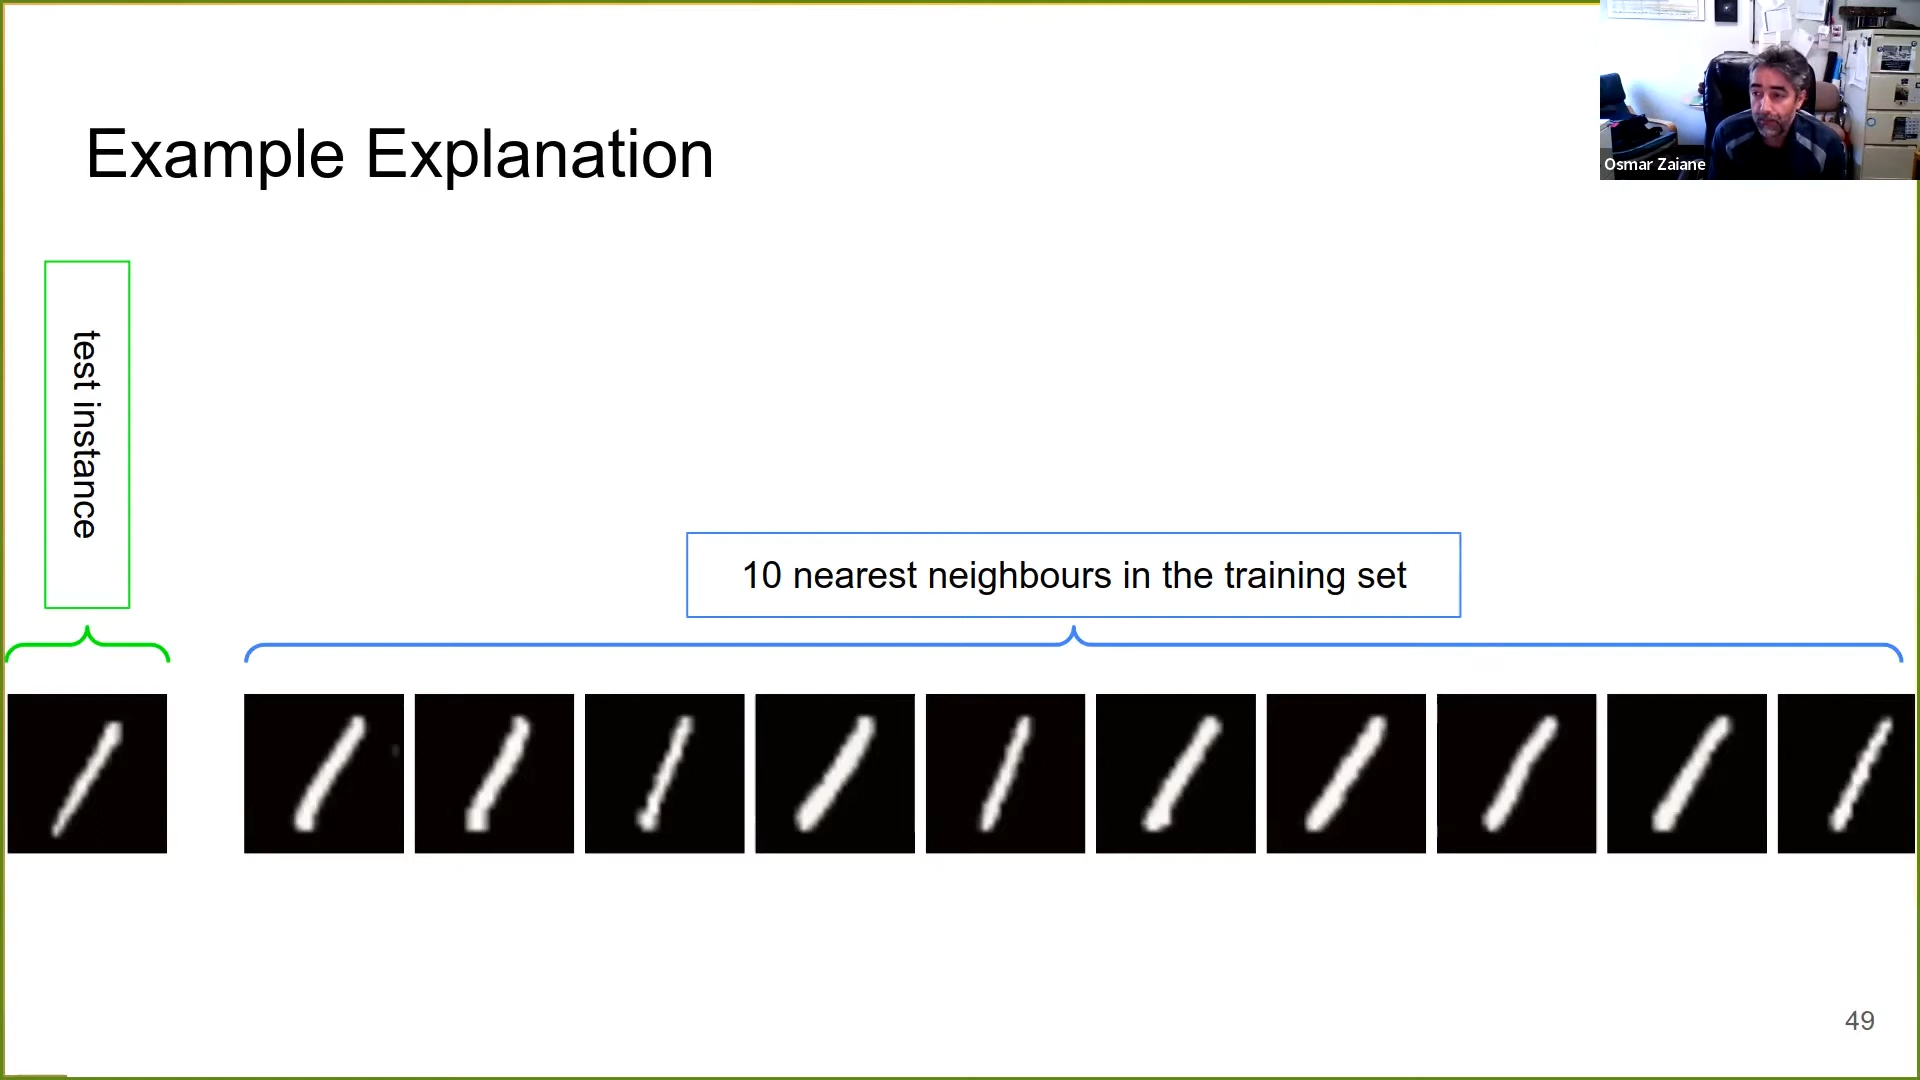 Osmar Zaiane
Example Explanation
test instance
10 nearest neighbours in the training set
49